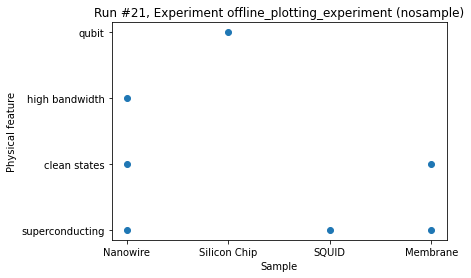 Run #21, Experiment offline_plotting_experiment (nosample)
qubit
high bandwidth
clean states
superconducting
Physical feature
Nanowire Silicon Chip SQUID Membrane
Sample